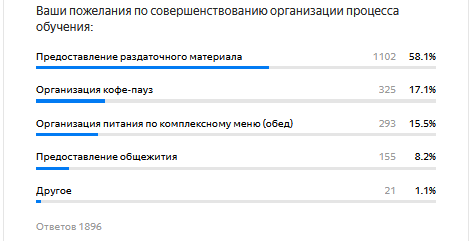 Ваши пожелания по совершенствованию организации процесса
обучения:
Предоставление раздаточного материала 1102 58.1%
Организация кофе-пауз 325 17.1%
Организация питания по комплексному меню (обед) 293 15.5%
Предоставление общежития 155 8.2%
Другое 21 1.1%
Ответов 1896